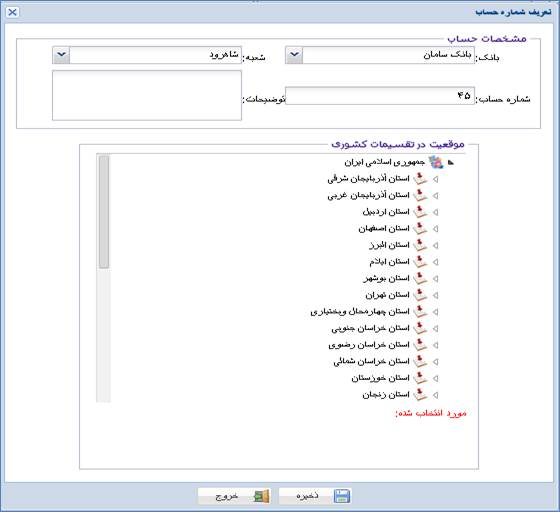 تعریف شماره حساب
مشخصات حساب
بانک: بانک سامان شعبه: شاهرود
شماره حساب: ۴۵ توضیحات:
موقعیت در تقسیمات کشوری
جمهوری اسلامی ایران
استان آذربایجان شرقی
استان آذربایجان غربی
استان اردبیل
استان اصفهان
استان البرز
استان ایلام
استان بوشهر
استان تهران
استان چهارمحال وبختیاری
استان خراسان جنوبی
استان خراسان رضوی
استان خراسان شمالی
استان خوزستان
استان زنجان
مورد انتخاب شده:
ذخیره خروج